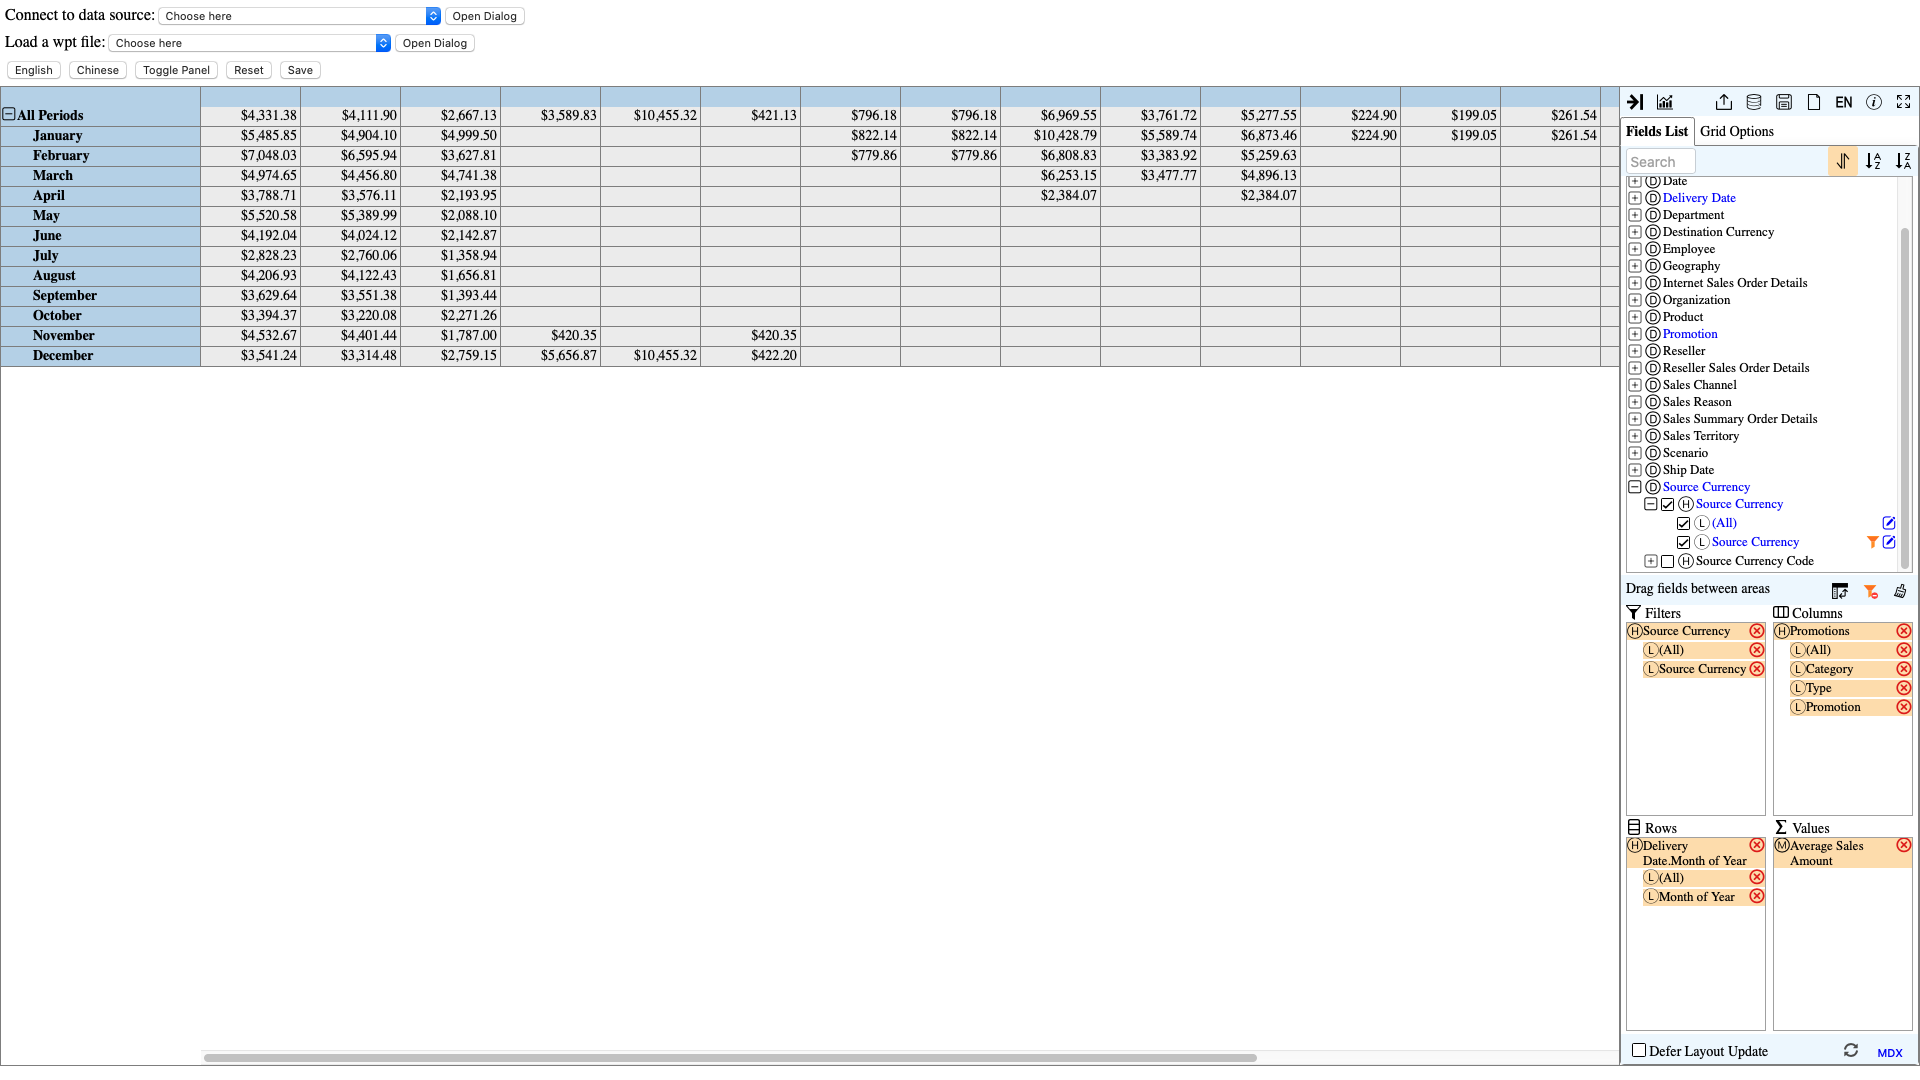 Connect to data source: Choose here Open Dialog
Load a wpt file: Choose here Open Dialog
English Chinese Toggle Panel Reset Save
All Periods $4,331.38 $4,111.90 $2,667.13 $3,589.83 $10,455.32 $421.13 $796.18 $796.18 $6,969.55 $3,761.72 $5,277.55 $224.90 $199.05 $261.54
January $5,485.85 $4,904.10 $4,999.50 $822.14 $822.14 $10,428.79 $5,589.74 $6,873.46 $224.90 $199.05 $261.54
February $7,048.03 $6,595.94 $3,627.81 $779.86 $779.86 $6,808.83 $3,383.92 $5,259.63
March $4,974.65 $4,456.80 $4,741.38 $6,253.15 $3,477.77 $4,896.13
April $3,788.71 $3,576.11 $2,193.95 $2,384.07 $2,384.07
May $5,520.58 $5,389.99 $2,088.10
June $4,192.04 $4,024.12 $2,142.87
July $2,828.23 $2,760.06 $1,358.94
August $4,206.93 $4,122.43 $1,656.81
September $3,629.64 $3,551.38 $1,393.44
October $3,394.37 $3,220.08 $2,271.26
November $4,532.67 $4,401.44 $1,787.00 $420.35 $420.35
December $3,541.24 $3,314.48 $2,759.15 $5,656.87 $10,455.32 $422.20
EN
Fields List Grid Options
Search
D Date
D Delivery Date
D Department
D Destination Currency
D Employee
D Geography
D Internet Sales Order Details
D Organization
D Product
D Promotion
D Reseller
D Reseller Sales Order Details
D Sales Channel
D Sales Reason
D Sales Summary Order Details
D Sales Territory
D Scenario
D Ship Date
D Source Currency
H Source Currency
L (All)
L Source Currency
H Source Currency Code
Drag fields between areas
Filters
H Source Currency
L (All)
L Source Currency
Columns
H Promotions
L (All)
L Category
L Type
L Promotion
Rows
H Delivery
Date.Month of Year
L (All)
L Month of Year
Values
M Average Sales
Amount
Defer Layout Update MDX